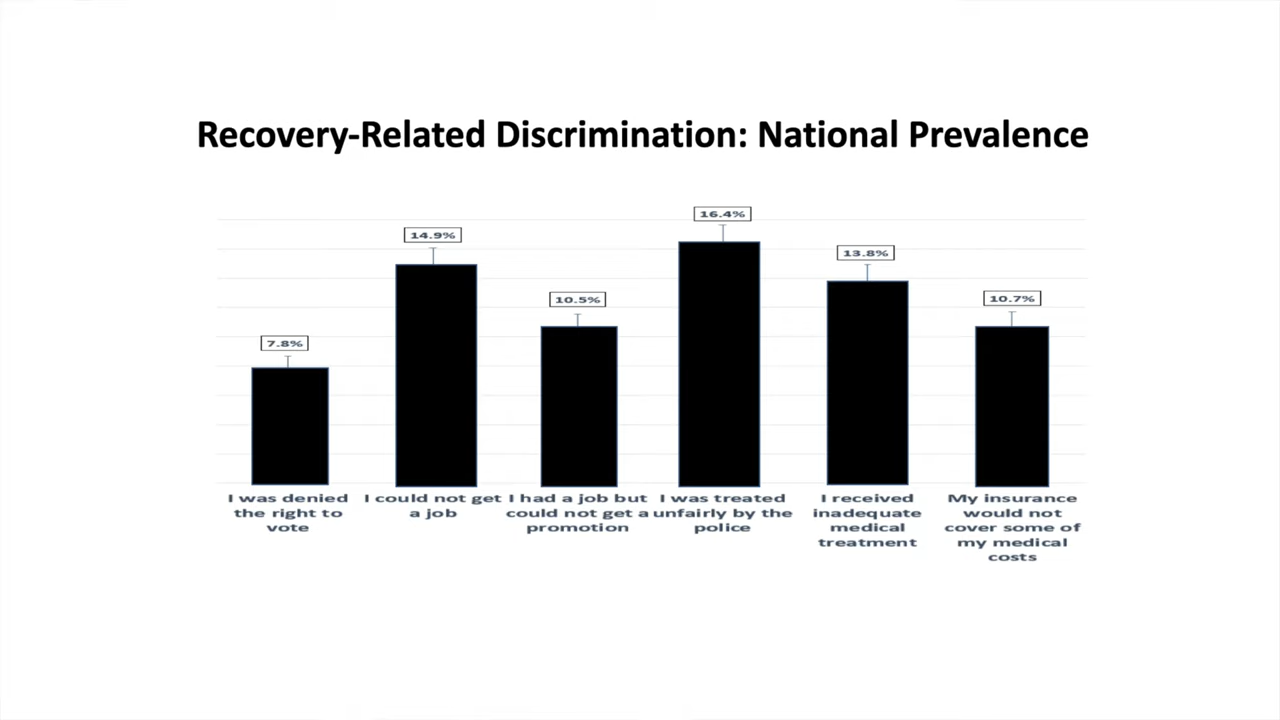 Recovery-Related Discrimination: National Prevalence
16.4%
14.9%
13.8%
10.5%
10.7%
7.8%
I was denied
the right to
vote
I could not get
a job
I had a job but
could not get a
promotion
I was treated
unfairly by the
police
I received
inadequate
medical
treatment
My insurance
would not
cover some of
my medical
costs